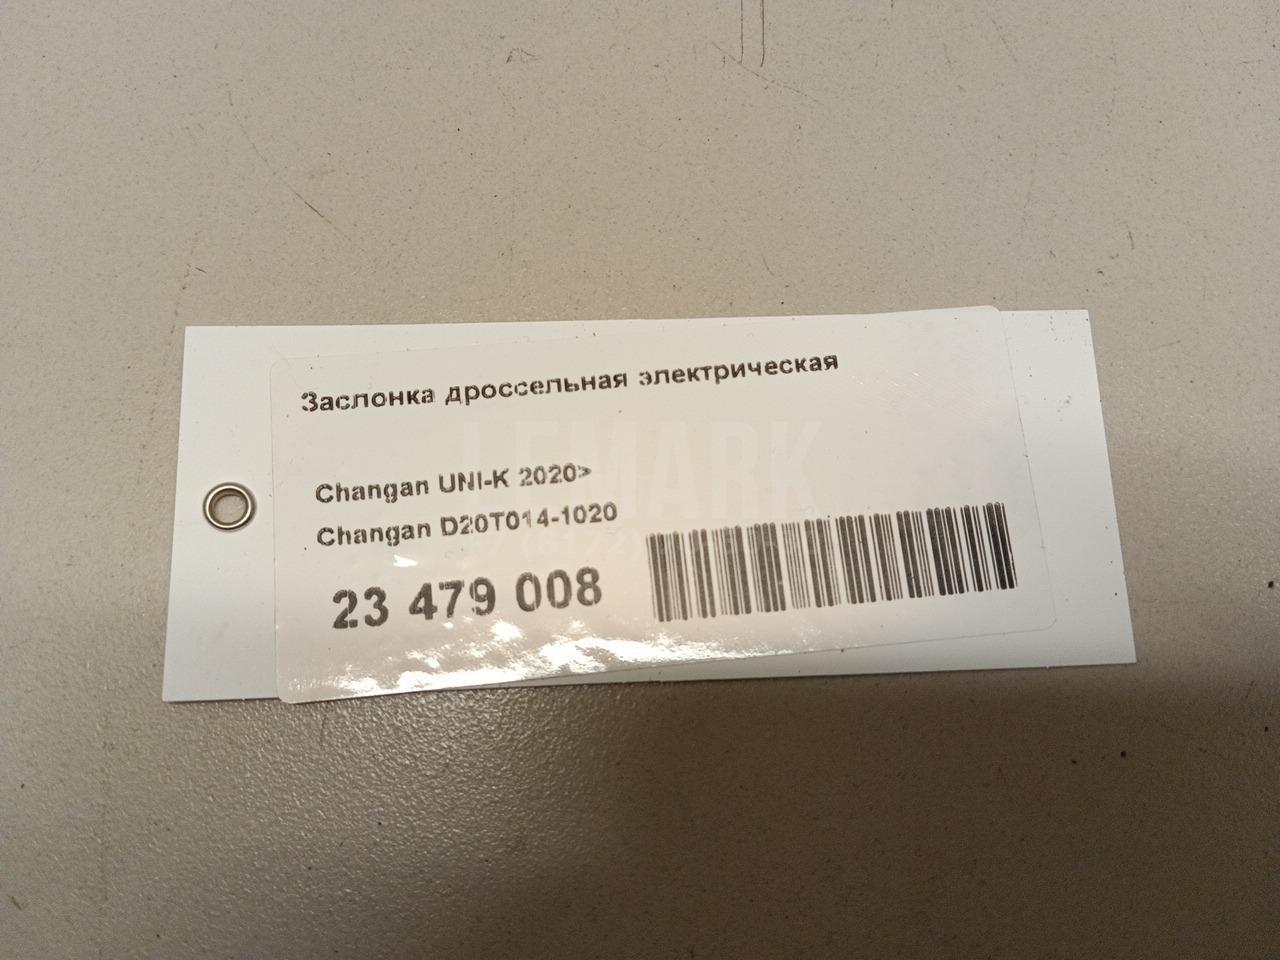 Заслонка дроссельная электрическая
LEMARK
Changan UNI-K 2020>
Changan D20T014-1020
23 479 008